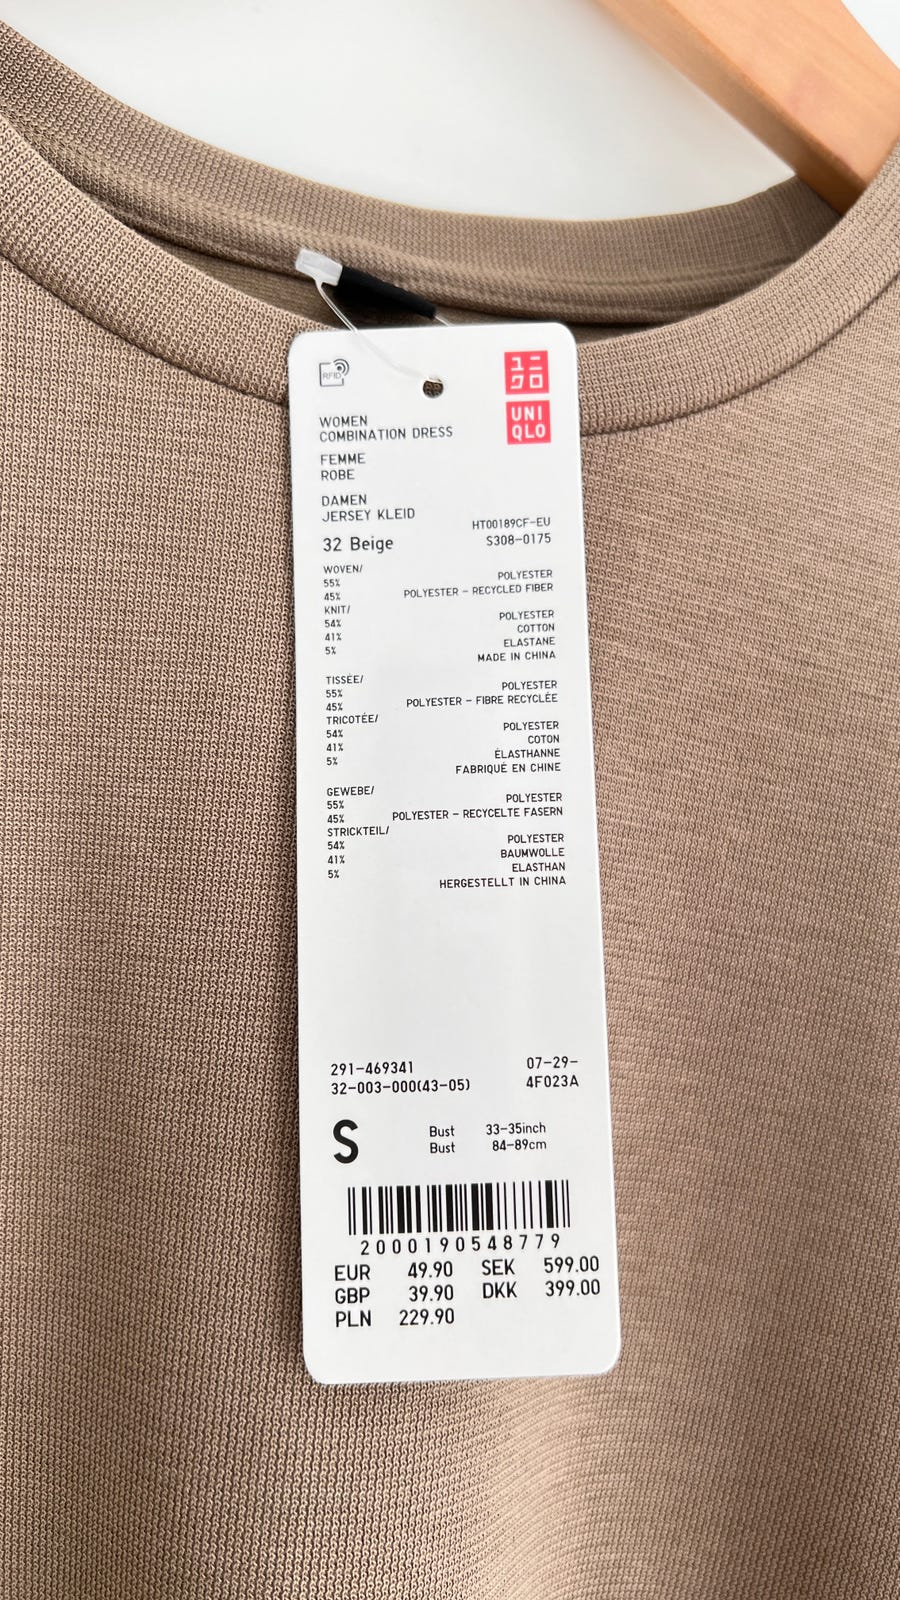 RFID
ユニ
クロ
UNI
QLO
WOMEN
COMBINATION DRESS
FEMME
ROBE
DAMEN
JERSEY KLEID
HT00189CF-EU
32 Beige S308-0175
WOVEN/
55% POLYESTER
45% POLYESTER - RECYCLED FIBER
KNIT/
54% POLYESTER
41% COTTON
5% ELASTANE
MADE IN CHINA
TISSÉE/
55% POLYESTER
45% POLYESTER - FIBRE RECYCLÉE
TRICOTÉE/
54% POLYESTER
41% COTON
5% ÉLASTHANNE
FABRIQUÉ EN CHINE
GEWEBE/
55% POLYESTER
45% POLYESTER - RECYCELTE FASERN
STRICKTEIL/
54% POLYESTER
41% BAUMWOLLE
5% ELASTHAN
HERGESTELLT IN CHINA
291-469341 07-29-
32-003-000(43-05) 4F023A
S Bust 33-35inch
Bust 84-89cm
2000190548779
EUR 49.90 SEK 599.00
GBP 39.90 DKK 399.00
PLN 229.90